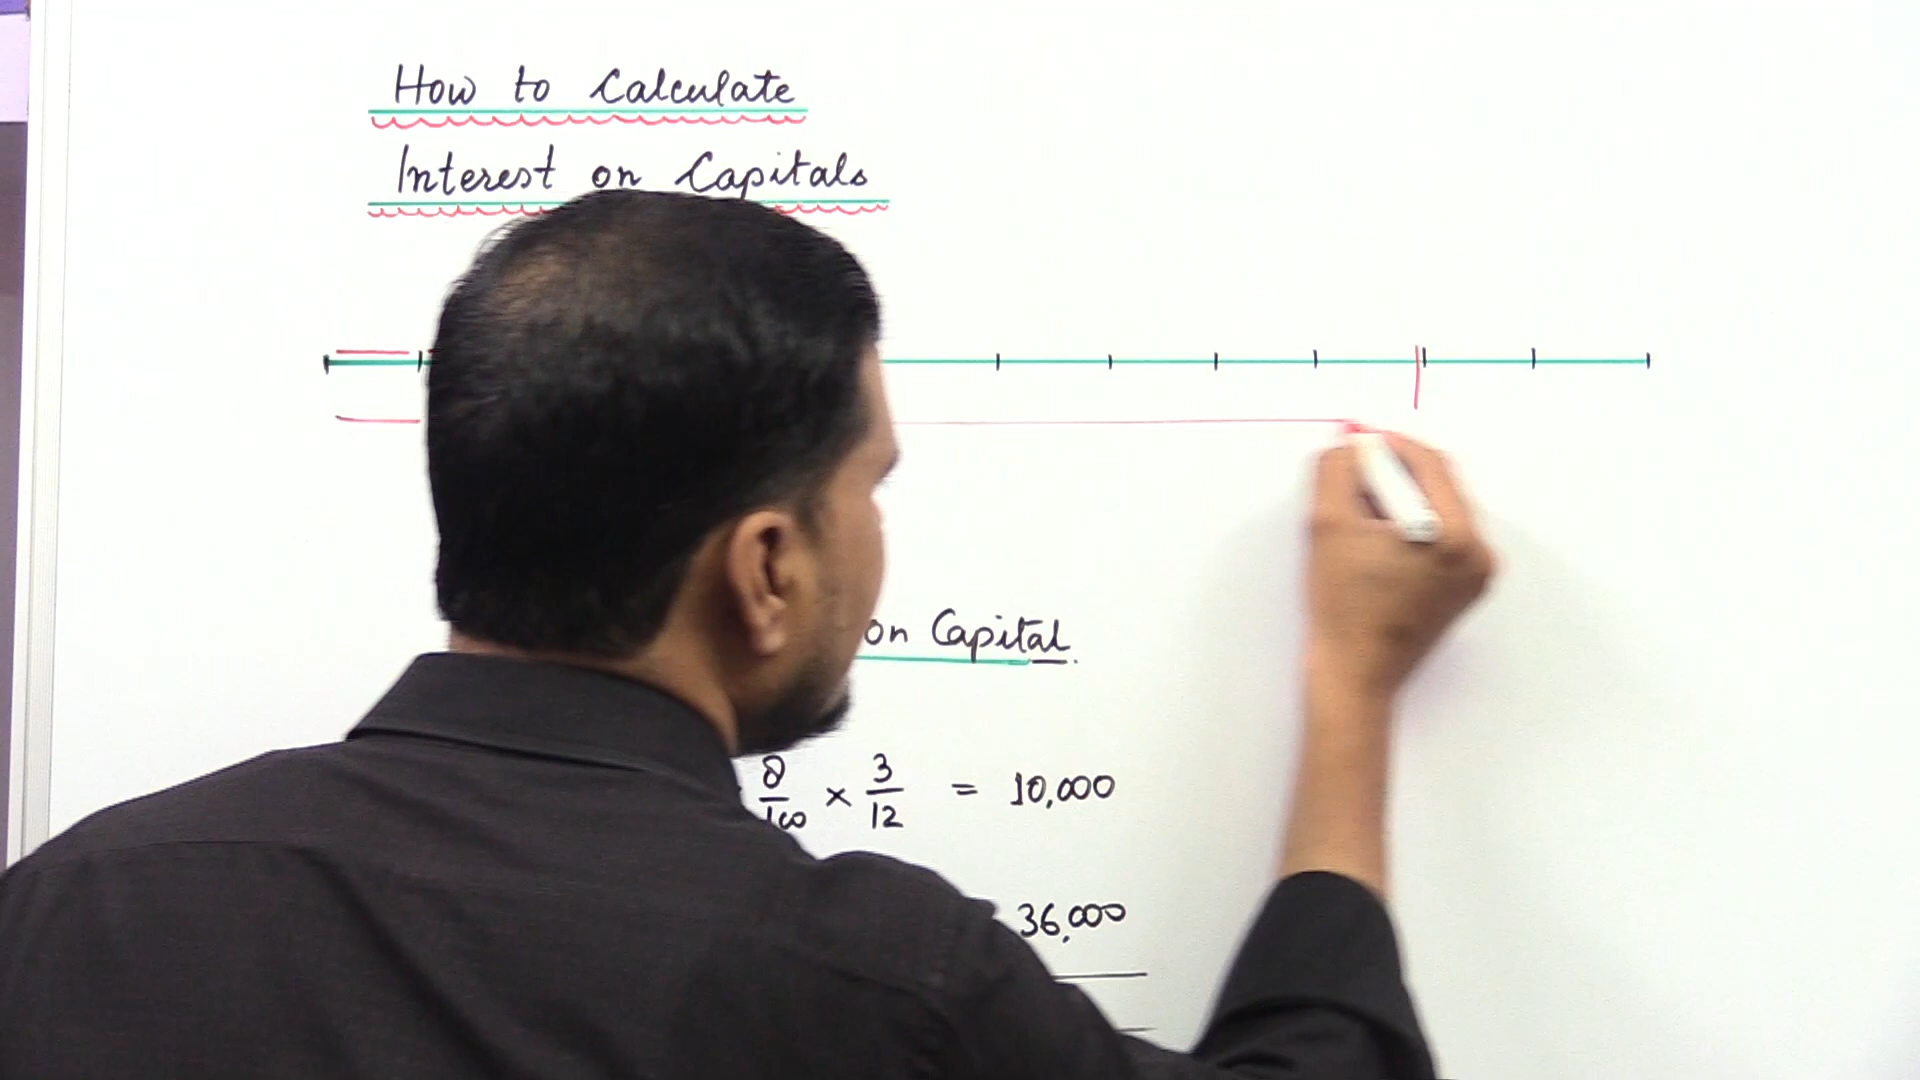 How to Calculate
Interest on Capitals
on Capital.
8/100 × 3/12 = 10,000
36,000